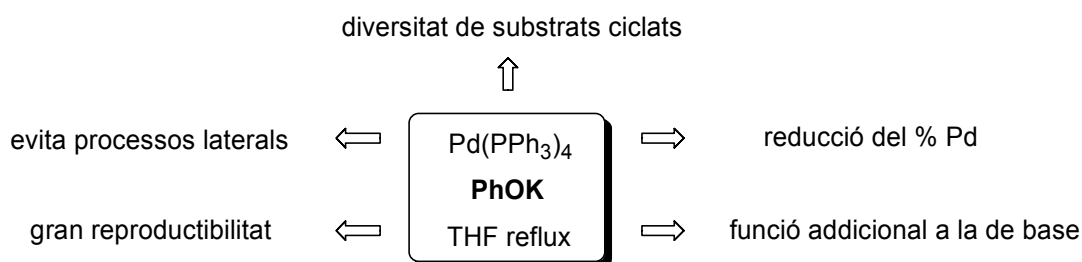 diversitat de substrats ciclats
evita processos laterals
Pd(PPh3)4
reducció del % Pd
PhOK
gran reproductibilitat
THF reflux
funció addicional a la de base